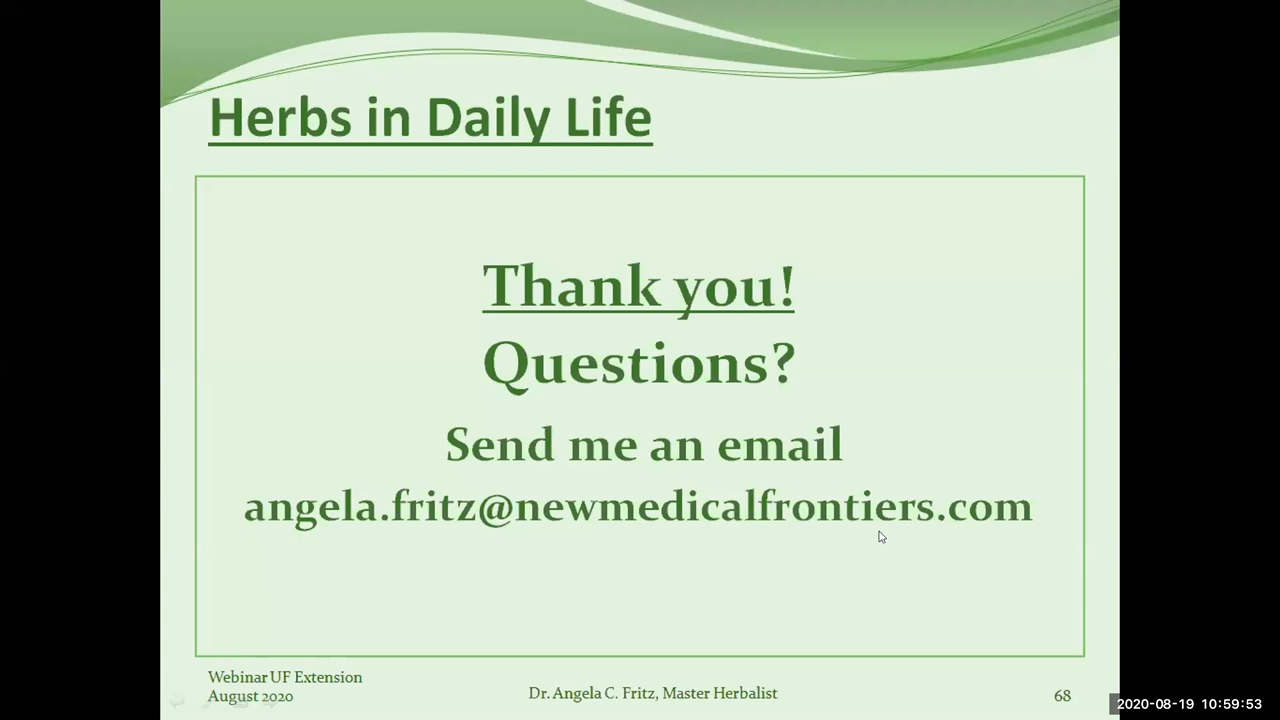 Herbs in Daily Life
Thank you!
Questions?
Send me an email
angela.fritz@newmedicalfrontiers.com
Webinar UF Extension
August 2020
Dr. Angela C. Fritz, Master Herbalist
68
2020-08-19 10:59:53